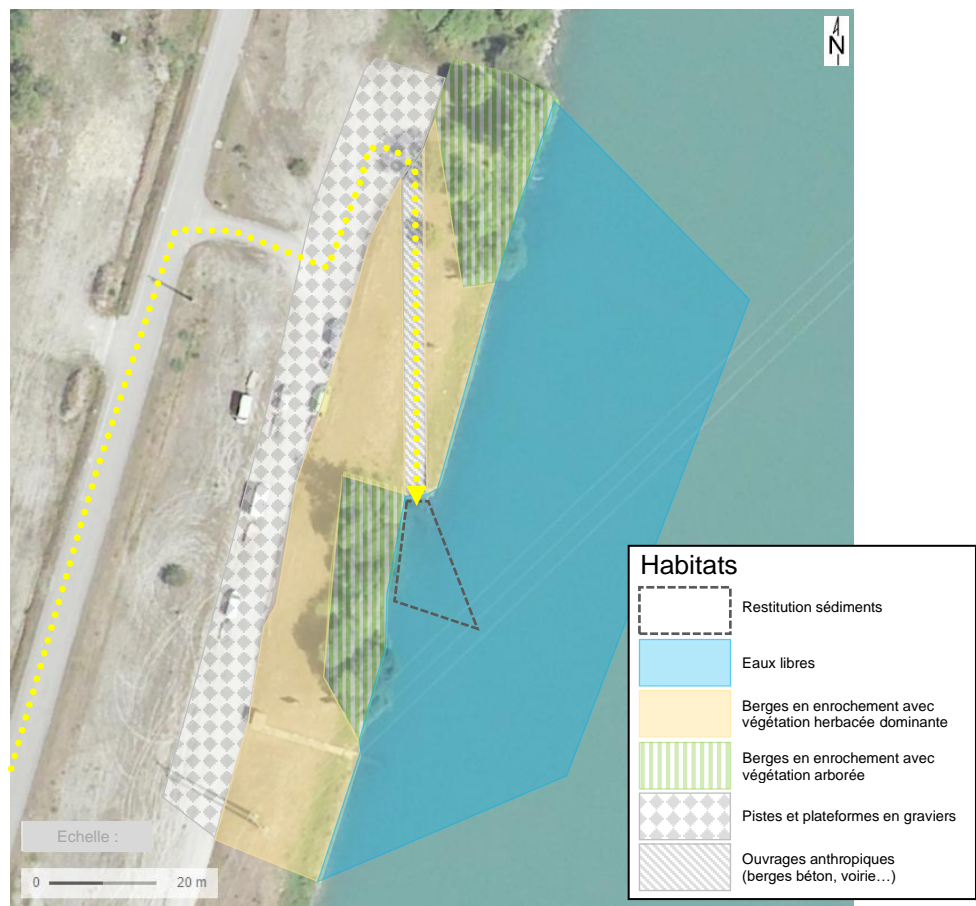 N
Habitats
Restitution sédiments
Eaux libres
Berges en enrochement avec
végétation herbacée dominante
Berges en enrochement avec
végétation arborée
Pistes et plateformes en graviers
Ouvrages anthropiques
(berges béton, voirie…)
Echelle :
0 20 m